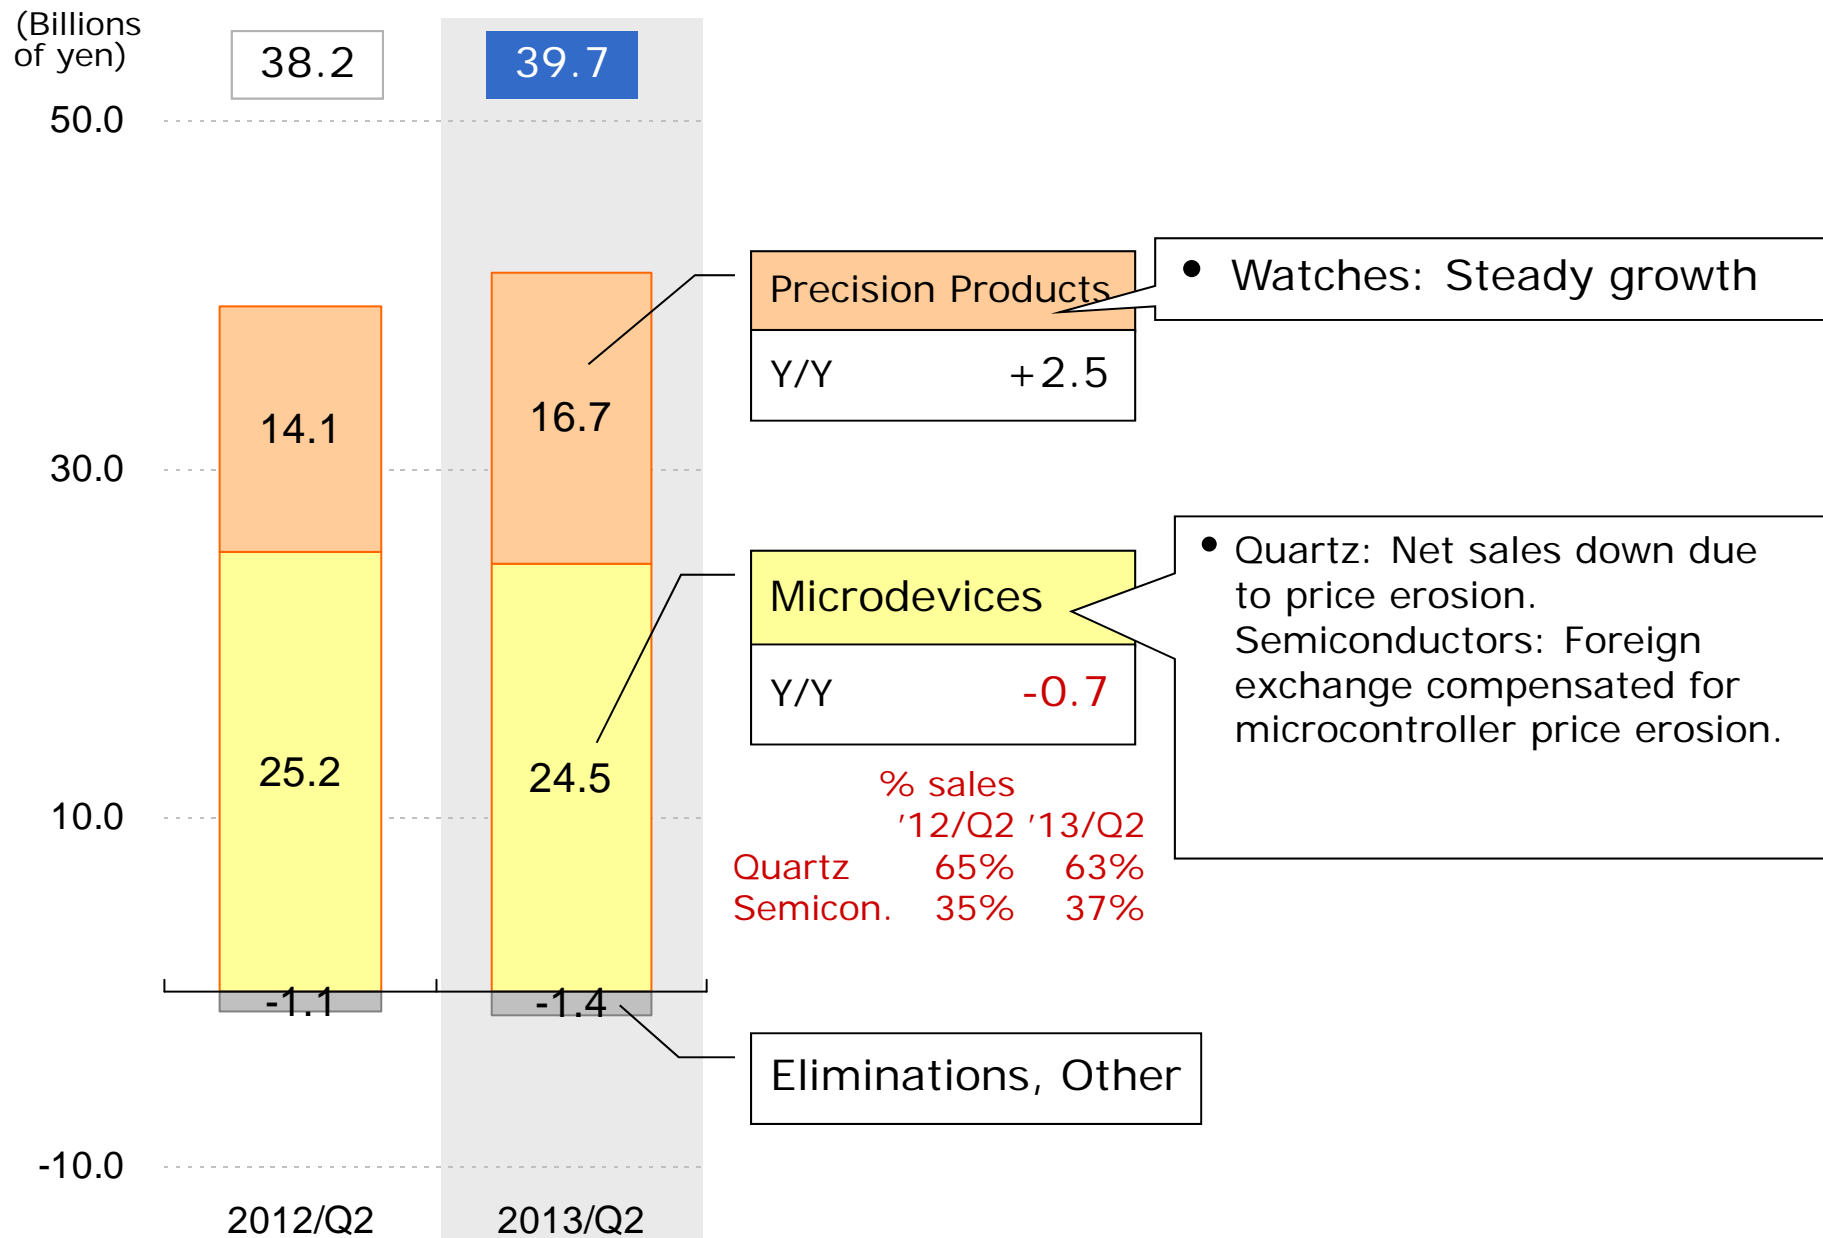 (Billions
of yen)
38.2
39.7
50.0
30.0
10.0
-10.0
14.1
16.7
25.2
24.5
-1.1
-1.4
2012/Q2
2013/Q2
Precision Products
Y/Y +2.5
• Watches: Steady growth
Microdevices
Y/Y -0.7
• Quartz: Net sales down due
to price erosion.
Semiconductors: Foreign
exchange compensated for
microcontroller price erosion.
% sales
'12/Q2 '13/Q2
Quartz 65% 63%
Semicon. 35% 37%
Eliminations, Other